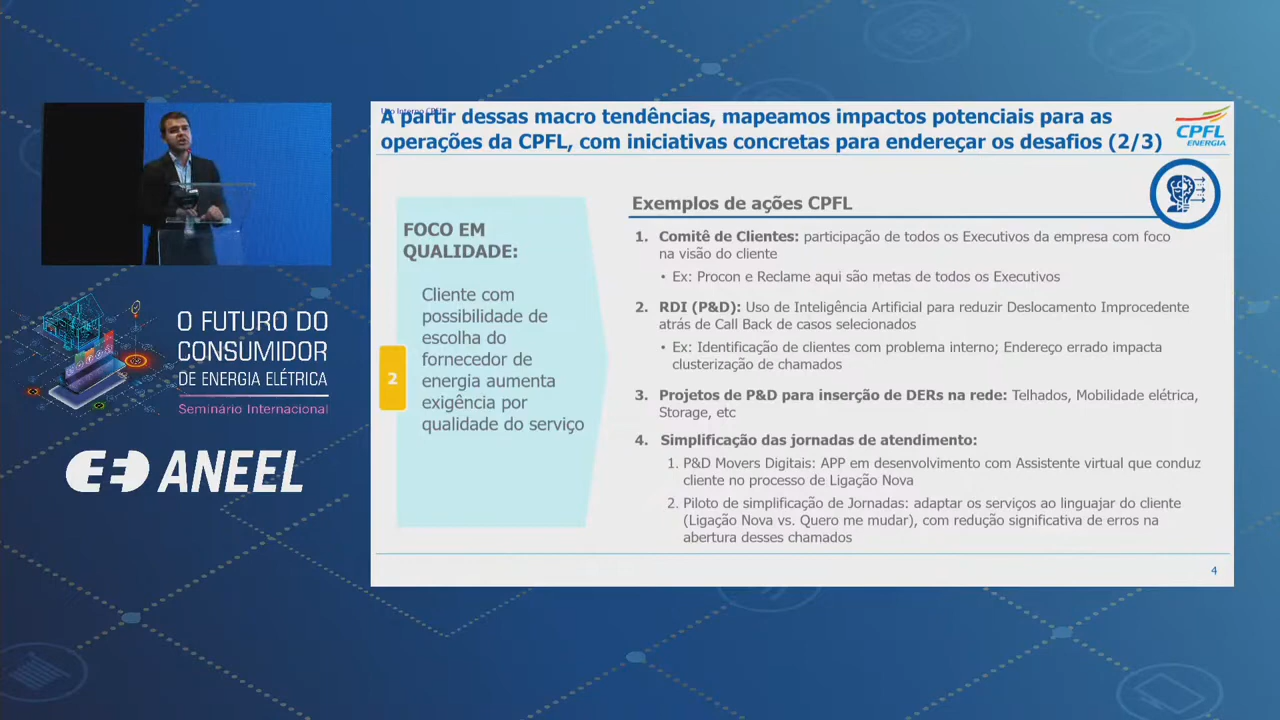 Uso Interno CPFL
A partir dessas macro tendências, mapeamos impactos potenciais para as
operações da CPFL, com iniciativas concretas para endereçar os desafios (2/3)
CPFL
ENERGIA
FOCO EM
QUALIDADE:
Cliente com
possibilidade de
escolha do
fornecedor de
energia aumenta
exigência por
qualidade do serviço
2
Exemplos de ações CPFL
1. Comitê de Clientes: participação de todos os Executivos da empresa com foco
na visão do cliente
• Ex: Procon e Reclame aqui são metas de todos os Executivos
2. RDI (P&D): Uso de Inteligência Artificial para reduzir Deslocamento Improcedente
atrás de Call Back de casos selecionados
• Ex: Identificação de clientes com problema interno; Endereço errado impacta
clusterização de chamados
3. Projetos de P&D para inserção de DERs na rede: Telhados, Mobilidade elétrica,
Storage, etc
4. Simplificação das jornadas de atendimento:
1. P&D Movers Digitais: APP em desenvolvimento com Assistente virtual que conduz
cliente no processo de Ligação Nova
2. Piloto de simplificação de Jornadas: adaptar os serviços ao linguajar do cliente
(Ligação Nova vs. Quero me mudar), com redução significativa de erros na
abertura desses chamados
4
O FUTURO DO
CONSUMIDOR
DE ENERGIA ELÉTRICA
Seminário Internacional
ANEEL